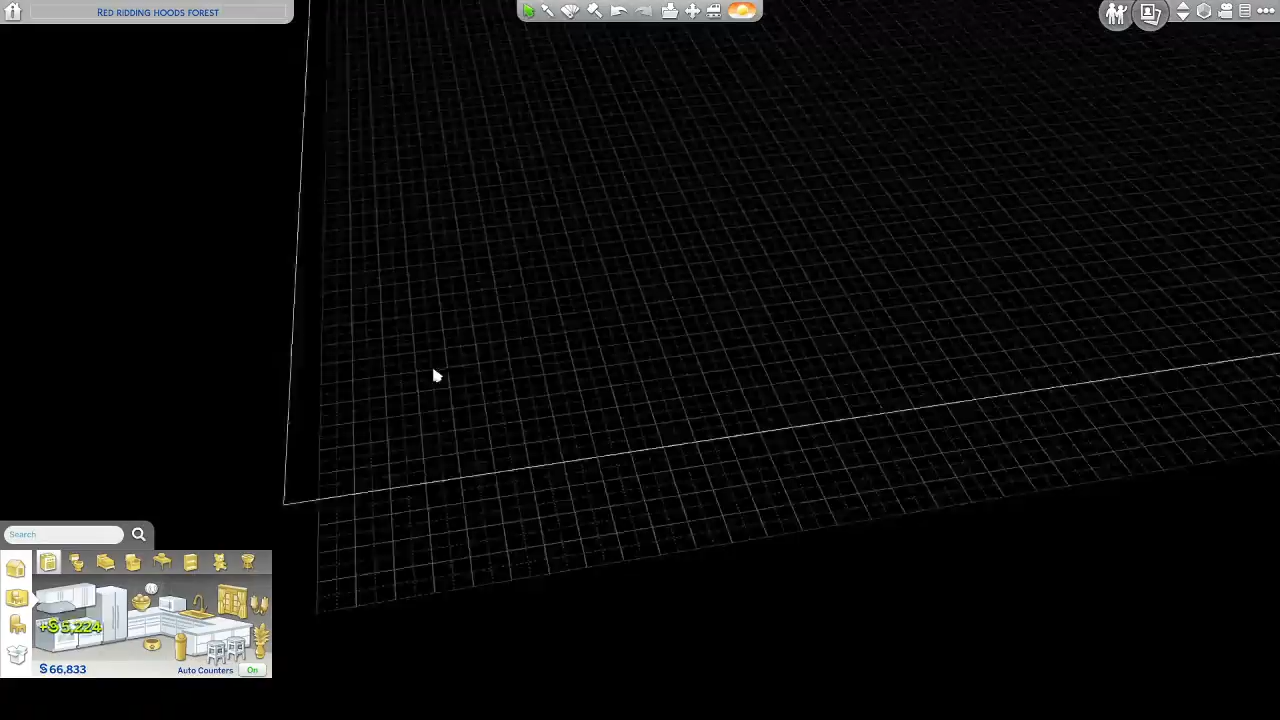 RED RIDDING HOODS FOREST
Search
+§5,224
§66,833
Auto Counters
On